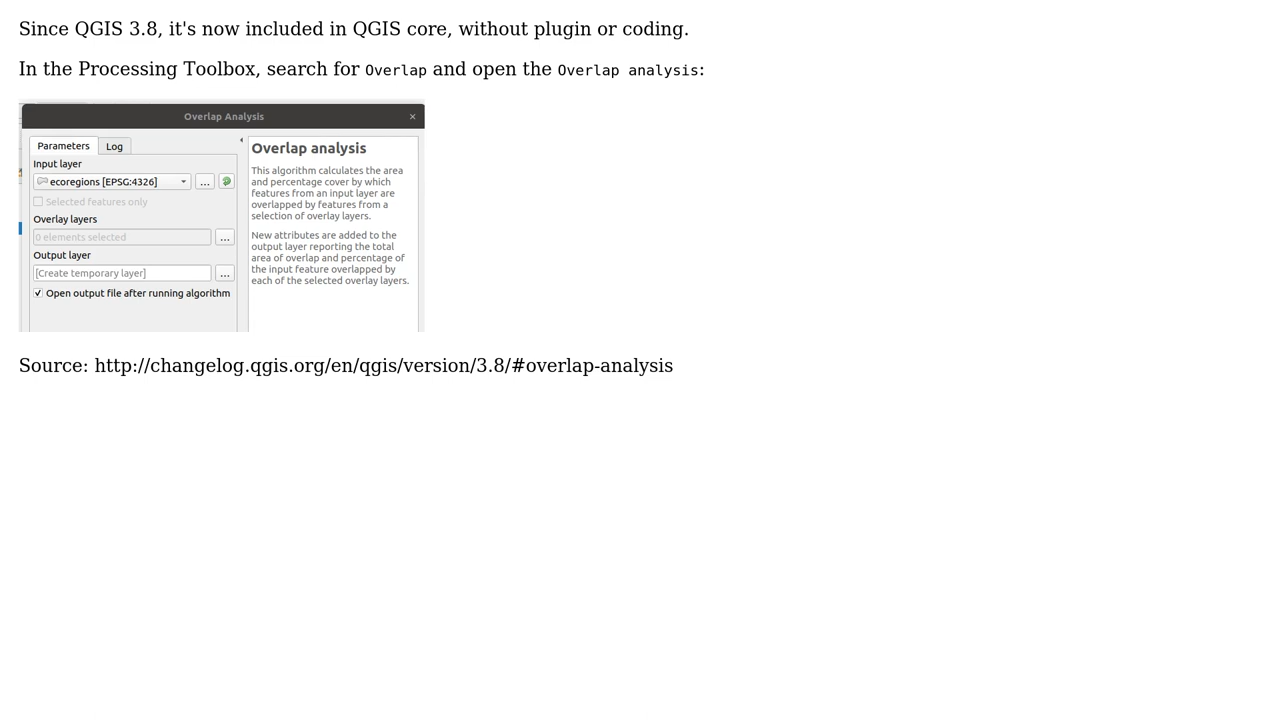 Since QGIS 3.8, it's now included in QGIS core, without plugin or coding.
In the Processing Toolbox, search for Overlap and open the Overlap analysis:
Overlap Analysis ×
Parameters Log
Input layer
ecoregions [EPSG:4326] ...
Selected features only
Overlay layers
0 elements selected ...
Output layer
[Create temporary layer] ...
Open output file after running algorithm
Overlap analysis
This algorithm calculates the area
and percentage cover by which
features from an input layer are
overlapped by features from a
selection of overlay layers.
New attributes are added to the
output layer reporting the total
area of overlap and percentage of
the input feature overlapped by
each of the selected overlay layers.
Source: http://changelog.qgis.org/en/qgis/version/3.8/#overlap-analysis